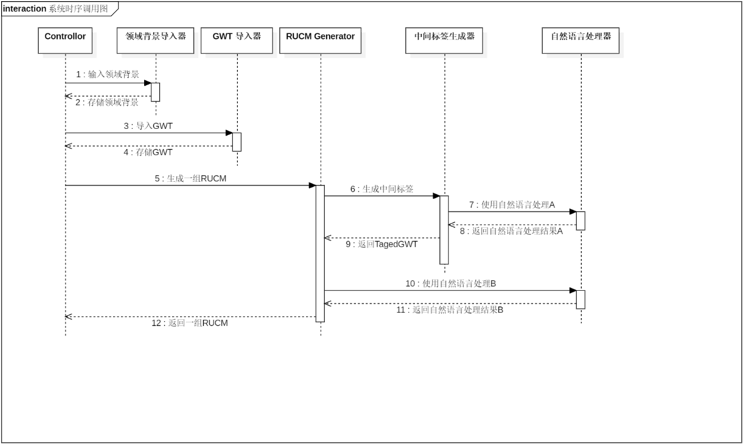 interaction 系统时序调用图
Controllor
领域背景导入器
GWT 导入器
RUCM Generator
中间标签生成器
自然语言处理器
1 : 输入领域背景
2 : 存储领域背景
3 : 导入GWT
4 : 存储GWT
5 : 生成一组RUCM
6 : 生成中间标签
7 : 使用自然语言处理A
8 : 返回自然语言处理结果A
9 : 返回TagedGWT
10 : 使用自然语言处理B
11 : 返回自然语言处理结果B
12 : 返回一组RUCM